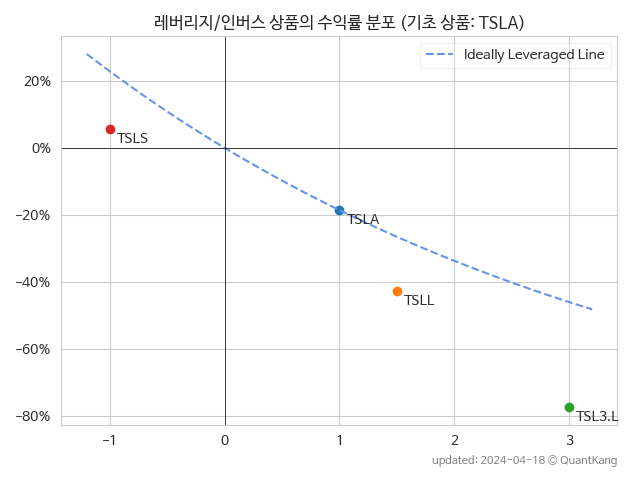 레버리지/인버스 상품의 수익률 분포 (기초 상품: TSLA)
Ideally Leveraged Line
20%
0%
−20%
−40%
−60%
−80%
TSLS
TSLA
TSLL
TSL3.L
−1
0
1
2
3
updated: 2024-04-18 © QuantKang